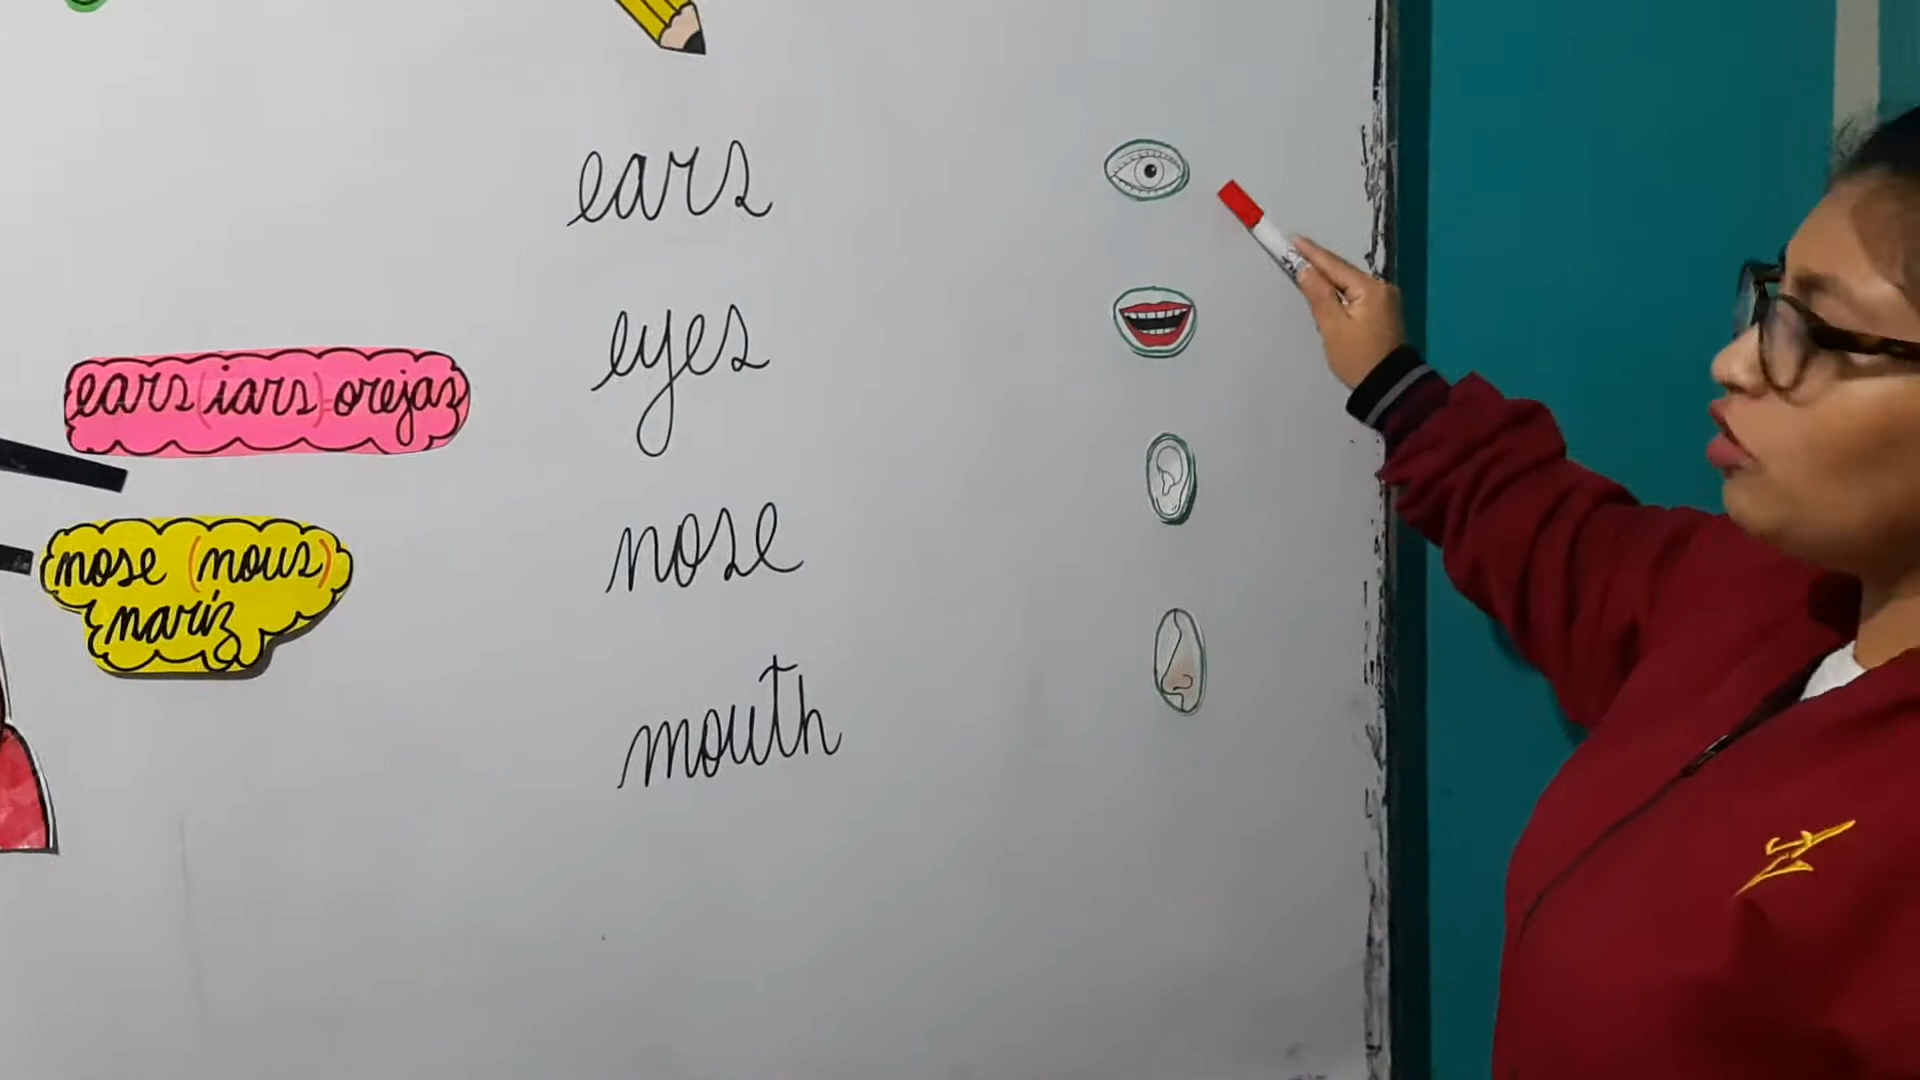 ears
eyes
ears (iars) orejas
nose
nose (nous)
nariz
mouth